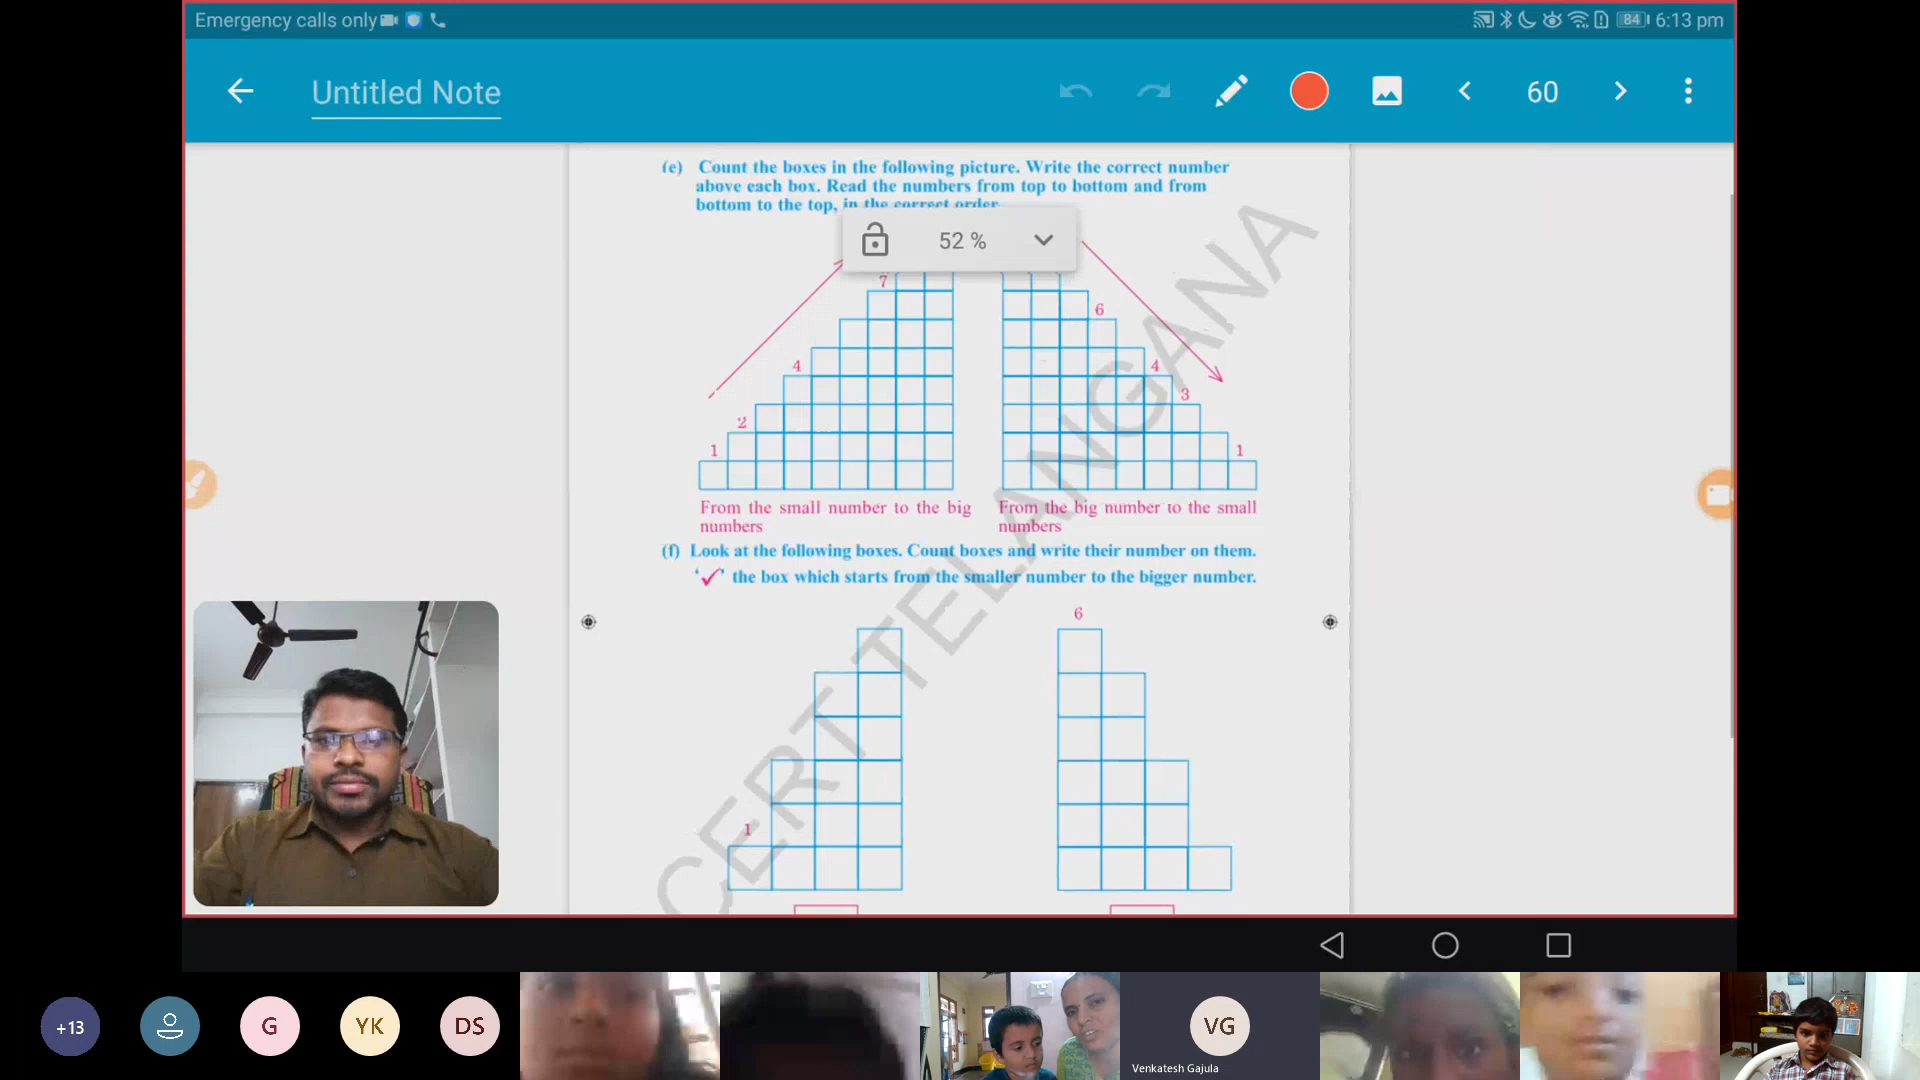 Emergency calls only
84 6:13 pm
Untitled Note
60
(e) Count the boxes in the following picture. Write the correct number
above each box. Read the numbers from top to bottom and from
bottom to the top, in the correct order.
52 %
7
6
4
4
3
2
1
1
From the small number to the big
numbers
From the big number to the small
numbers
(f) Look at the following boxes. Count boxes and write their number on them.
'✓' the box which starts from the smaller number to the bigger number.
6
1
CERT TELANGANA
+13
G
YK
DS
VG
Venkatesh Gajula